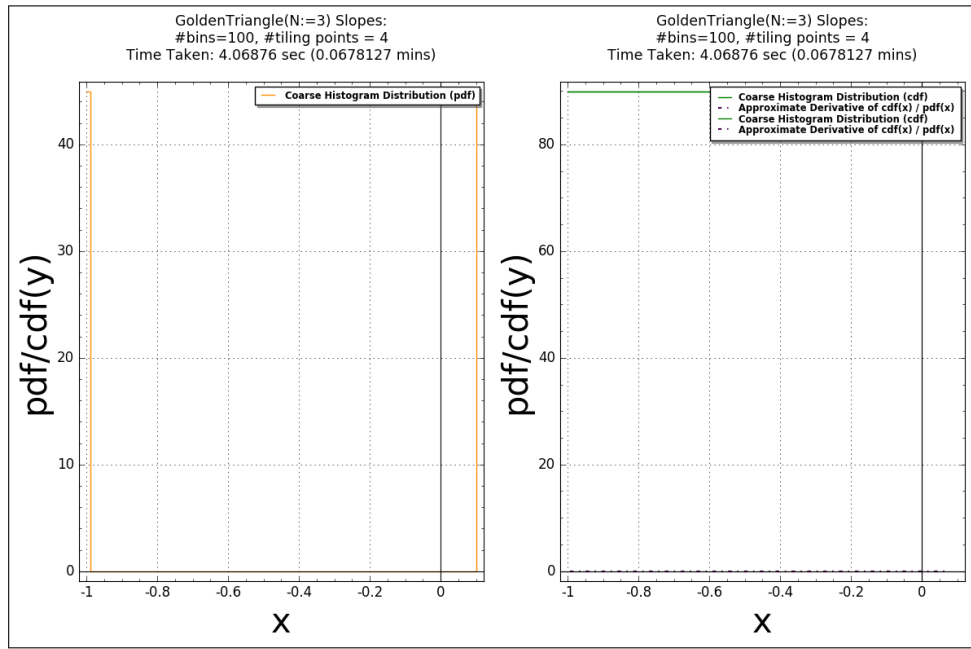 GoldenTriangle(N:=3) Slopes:
#bins=100, #tiling points = 4
Time Taken: 4.06876 sec (0.0678127 mins)
Coarse Histogram Distribution (pdf)
40
30
20
10
0
pdf/cdf(y)
-1 -0.8 -0.6 -0.4 -0.2 0
x
GoldenTriangle(N:=3) Slopes:
#bins=100, #tiling points = 4
Time Taken: 4.06876 sec (0.0678127 mins)
Coarse Histogram Distribution (cdf)
Approximate Derivative of cdf(x) / pdf(x)
Coarse Histogram Distribution (cdf)
Approximate Derivative of cdf(x) / pdf(x)
80
60
40
20
0
pdf/cdf(y)
-1 -0.8 -0.6 -0.4 -0.2 0
x